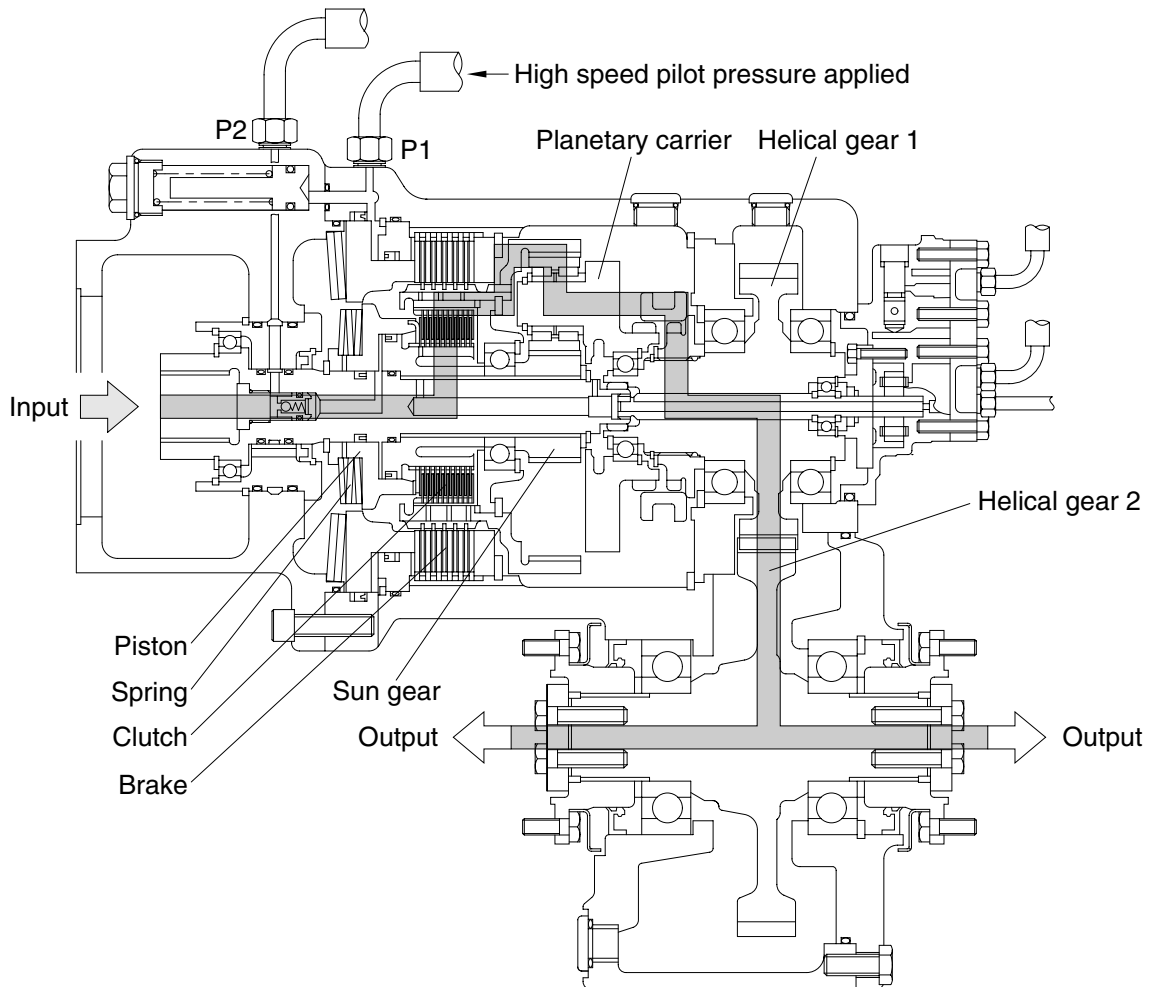 High speed pilot pressure applied
P2
P1
Planetary carrier
Helical gear 1
Input
Helical gear 2
Piston
Spring
Sun gear
Clutch
Output
Output
Brake